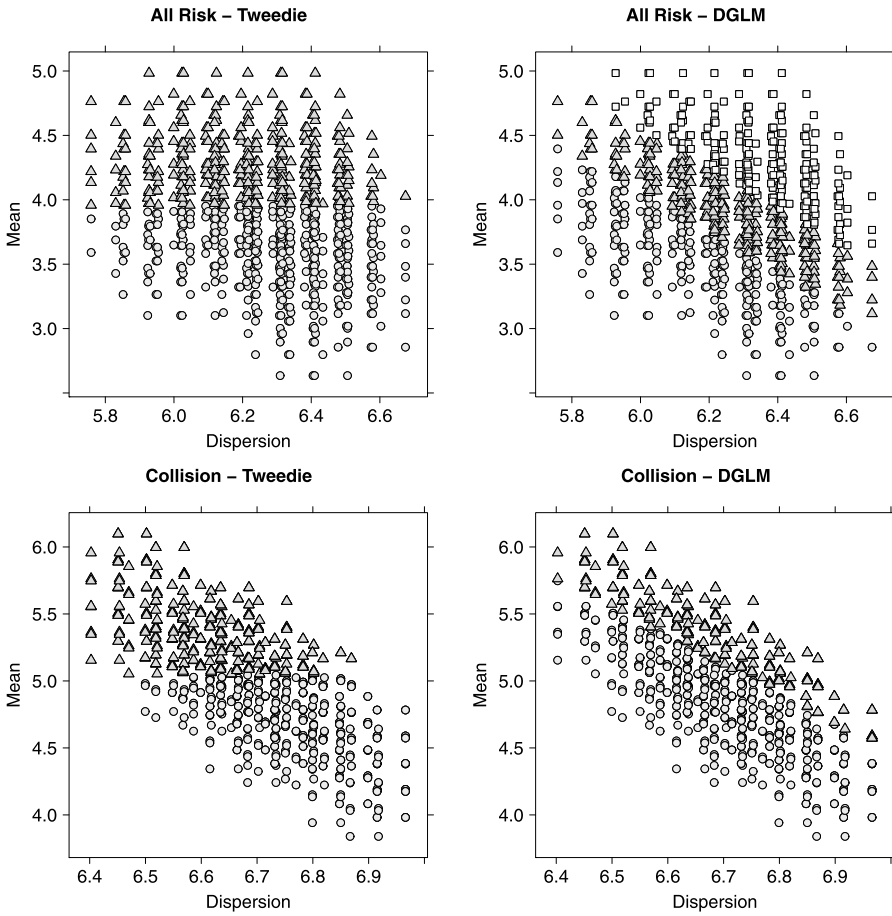 All Risk – Tweedie
All Risk – DGLM
5.0
4.5
4.0
3.5
3.0
Mean
5.8 6.0 6.2 6.4 6.6
Dispersion
5.0
4.5
4.0
3.5
3.0
Mean
5.8 6.0 6.2 6.4 6.6
Dispersion
Collision – Tweedie
Collision – DGLM
6.0
5.5
5.0
4.5
4.0
Mean
6.4 6.5 6.6 6.7 6.8 6.9
Dispersion
6.0
5.5
5.0
4.5
4.0
Mean
6.4 6.5 6.6 6.7 6.8 6.9
Dispersion